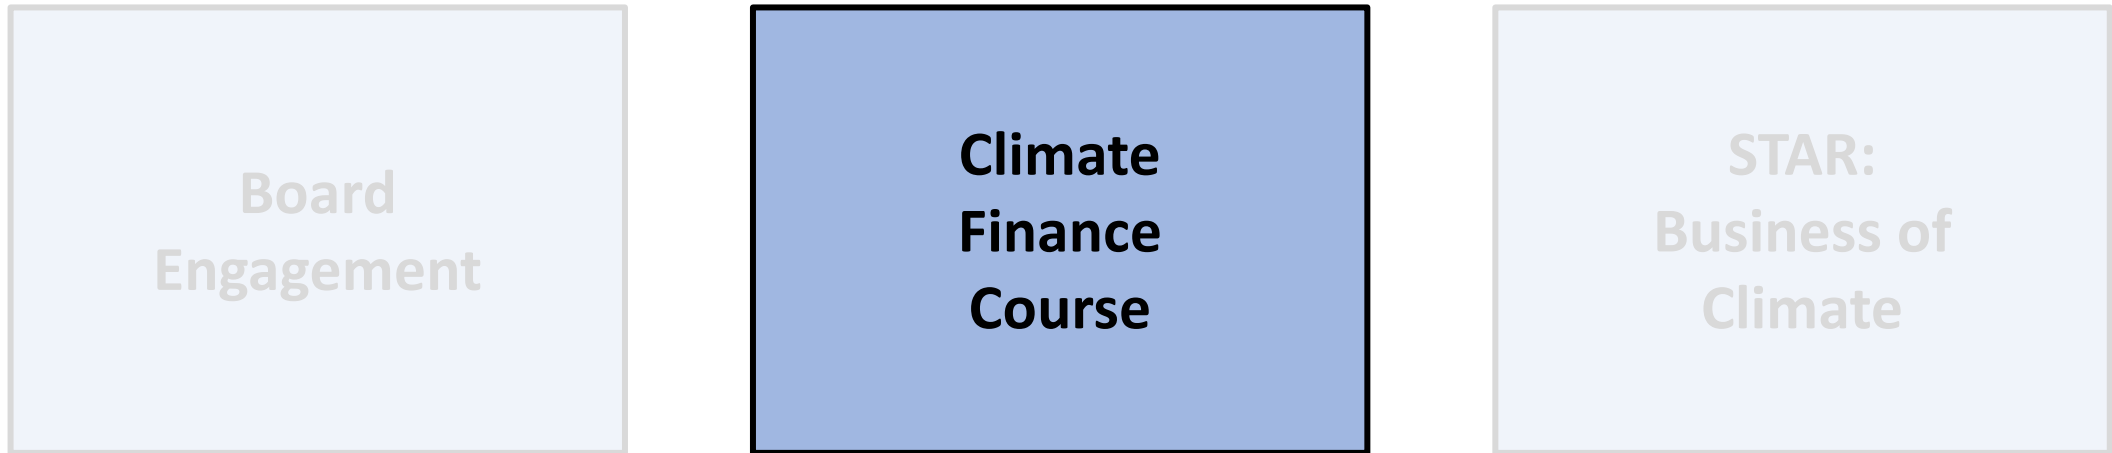 Board
Engagement
Climate
Finance
Course
STAR:
Business of
Climate